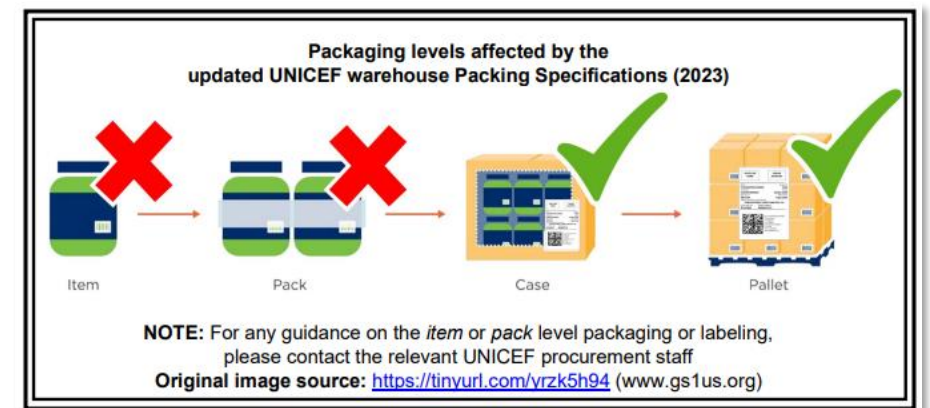 Packaging levels affected by the
updated UNICEF warehouse Packing Specifications (2023)
Item
Pack
Case
Pallet
NOTE: For any guidance on the item or pack level packaging or labeling,
please contact the relevant UNICEF procurement staff
Original image source: https://tinyurl.com/yrzk5h94 (www.gs1us.org)